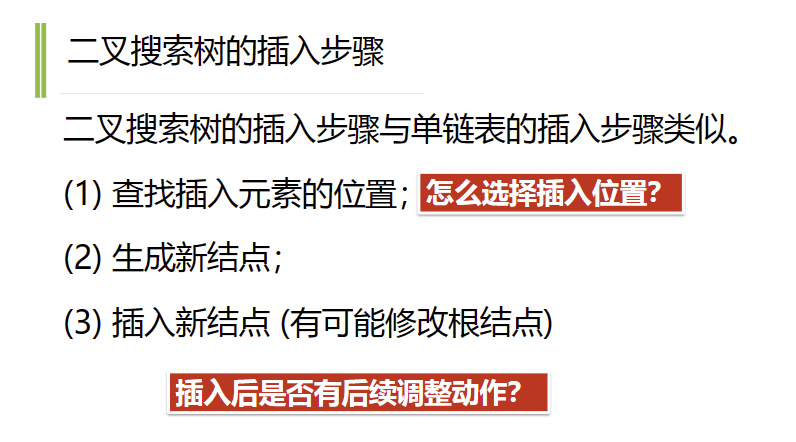 二叉搜索树的插入步骤
二叉搜索树的插入步骤与单链表的插入步骤类似。
(1) 查找插入元素的位置; 怎么选择插入位置?
(2) 生成新结点;
(3) 插入新结点 (有可能修改根结点)
插入后是否有后续调整动作?